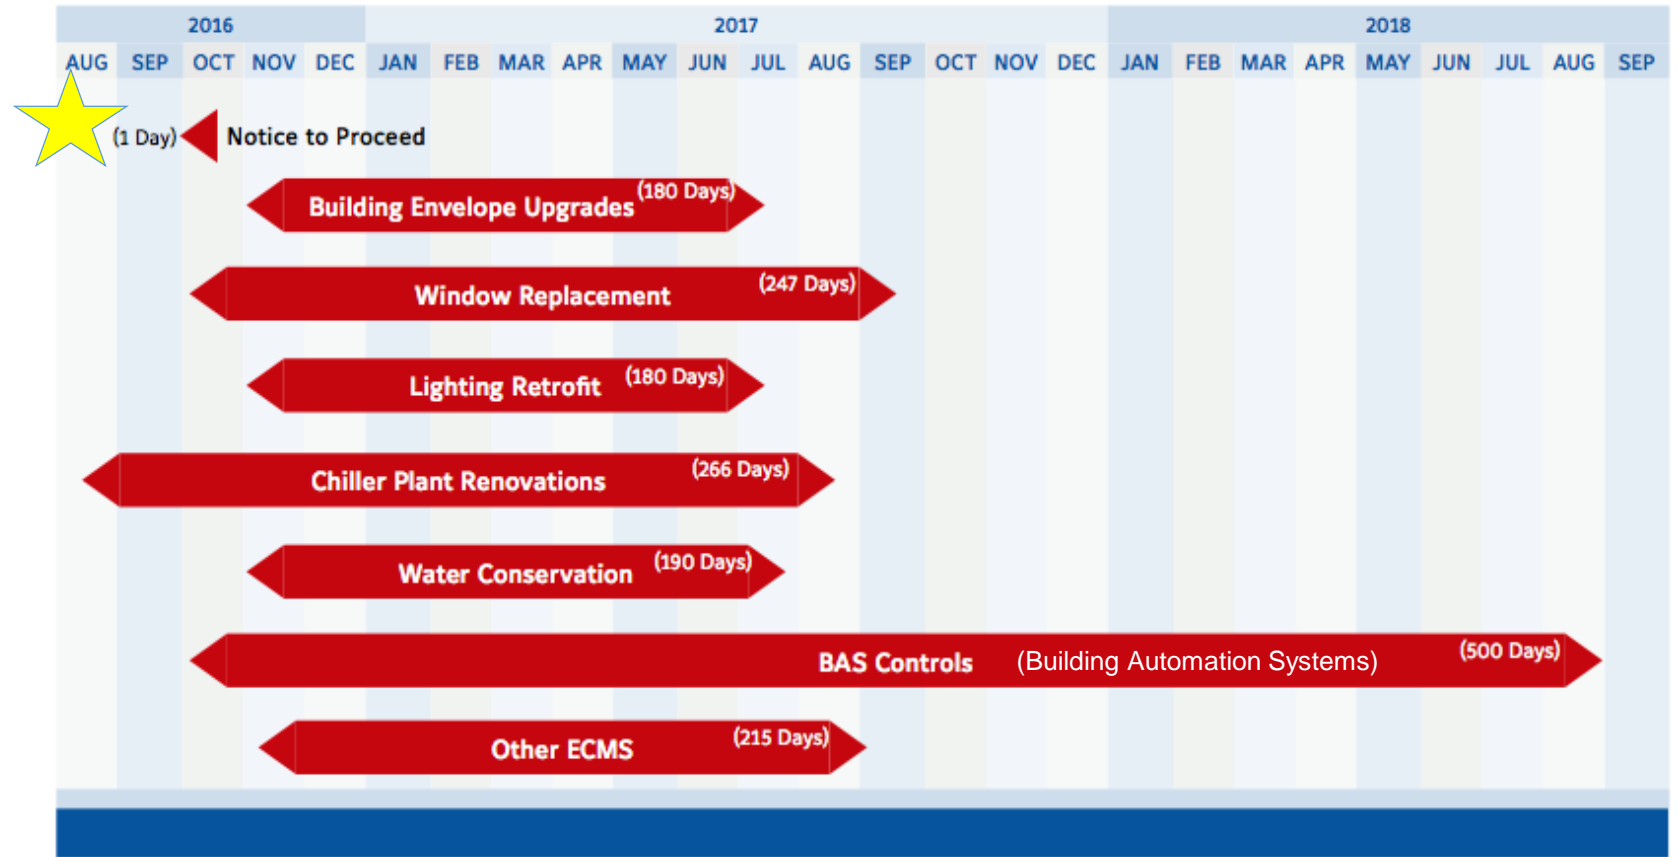 2016 2017 2018
AUG SEP OCT NOV DEC JAN FEB MAR APR MAY JUN JUL AUG SEP OCT NOV DEC JAN FEB MAR APR MAY JUN JUL AUG SEP
(1 Day) Notice to Proceed
Building Envelope Upgrades (180 Days)
Window Replacement (247 Days)
Lighting Retrofit (180 Days)
Chiller Plant Renovations (266 Days)
Water Conservation (190 Days)
BAS Controls (Building Automation Systems) (500 Days)
Other ECMS (215 Days)